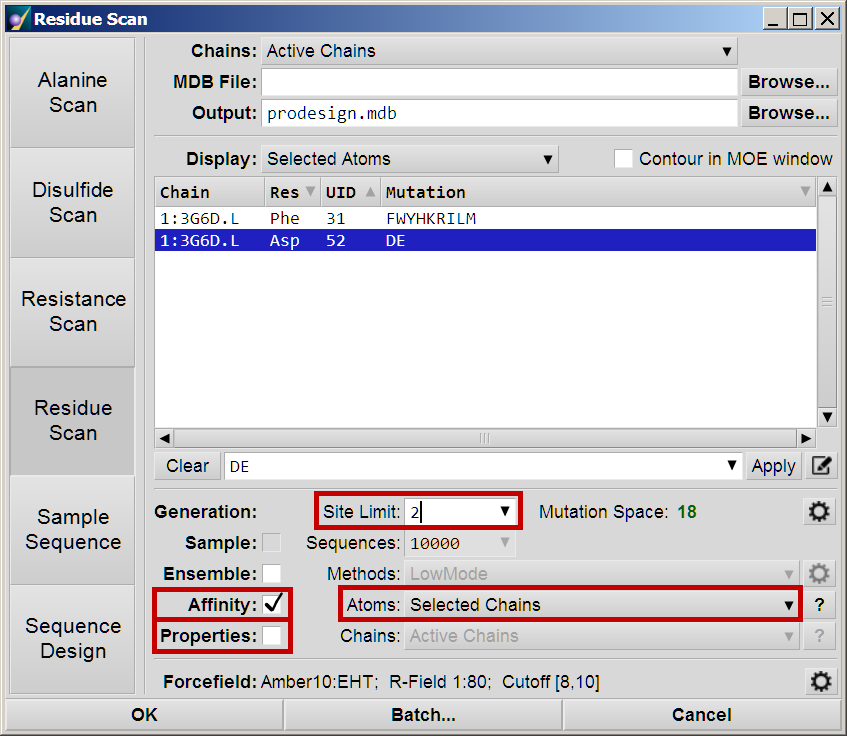 Residue Scan
Alanine Scan
Disulfide Scan
Resistance Scan
Residue Scan
Sample Sequence
Sequence Design
Chains: Active Chains
MDB File: Browse...
Output: prodesign.mdb Browse...
Display: Selected Atoms Contour in MOE window
Chain Res UID Mutation
1:3G6D.L Phe 31 FWYHKRILM
1:3G6D.L Asp 52 DE
Clear DE Apply
Generation: Site Limit: 2 Mutation Space: 18
Sample: Sequences: 10000
Ensemble: Methods: LowMode
Affinity: Atoms: Selected Chains ?
Properties: Chains: Active Chains ?
Forcefield: Amber10:EHT; R-Field 1:80; Cutoff [8,10]
OK Batch... Cancel